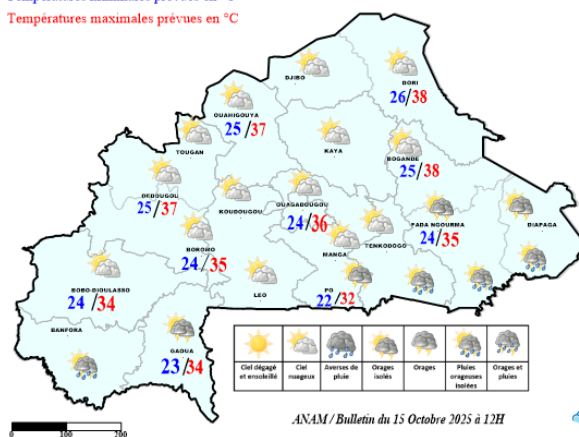 Températures maximales prévues en °C
DJIBO
DORI
26/38
OUAHIGOUYA
25/37
TOUGAN
KAYA
BOGANDE
25/38
DEDOUGOU
25/37
KOUDOUGOU
OUAGADOUGOU
24/36
FADA NGOURMA
24/35
DIAPAGA
BOROMO
24/35
MANGA
TENKODOGO
BOBO-DIOULASSO
24/34
LEO
PO
22/32
BANFORA
GAOUA
23/34
Ciel dégagé et ensoleillé
Ciel nuageux
Averses de pluie
Orages isolés
Orages
Pluies orageuses isolées
Orages et pluies
0 100 200
ANAM / Bulletin du 15 Octobre 2025 à 12H